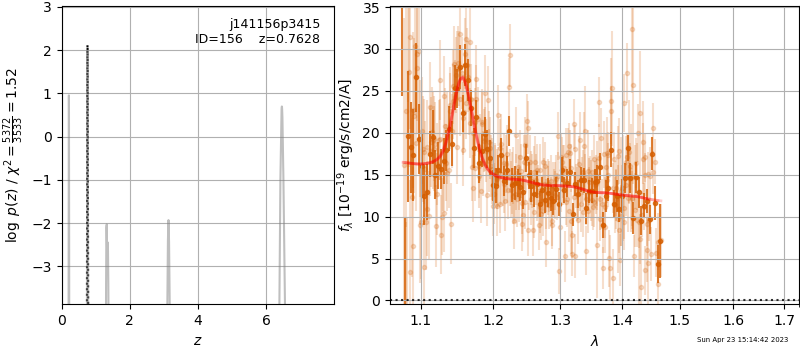 j141156p3415
ID=156 z=0.7628
log p(z) / χ² = 5372/3533 = 1.52
3
2
1
0
−1
−2
−3
0 2 4 6
z
fλ [10⁻¹⁹ erg/s/cm2/A]
35
30
25
20
15
10
5
0
1.1 1.2 1.3 1.4 1.5 1.6 1.7
λ
Sun Apr 23 15:14:42 2023